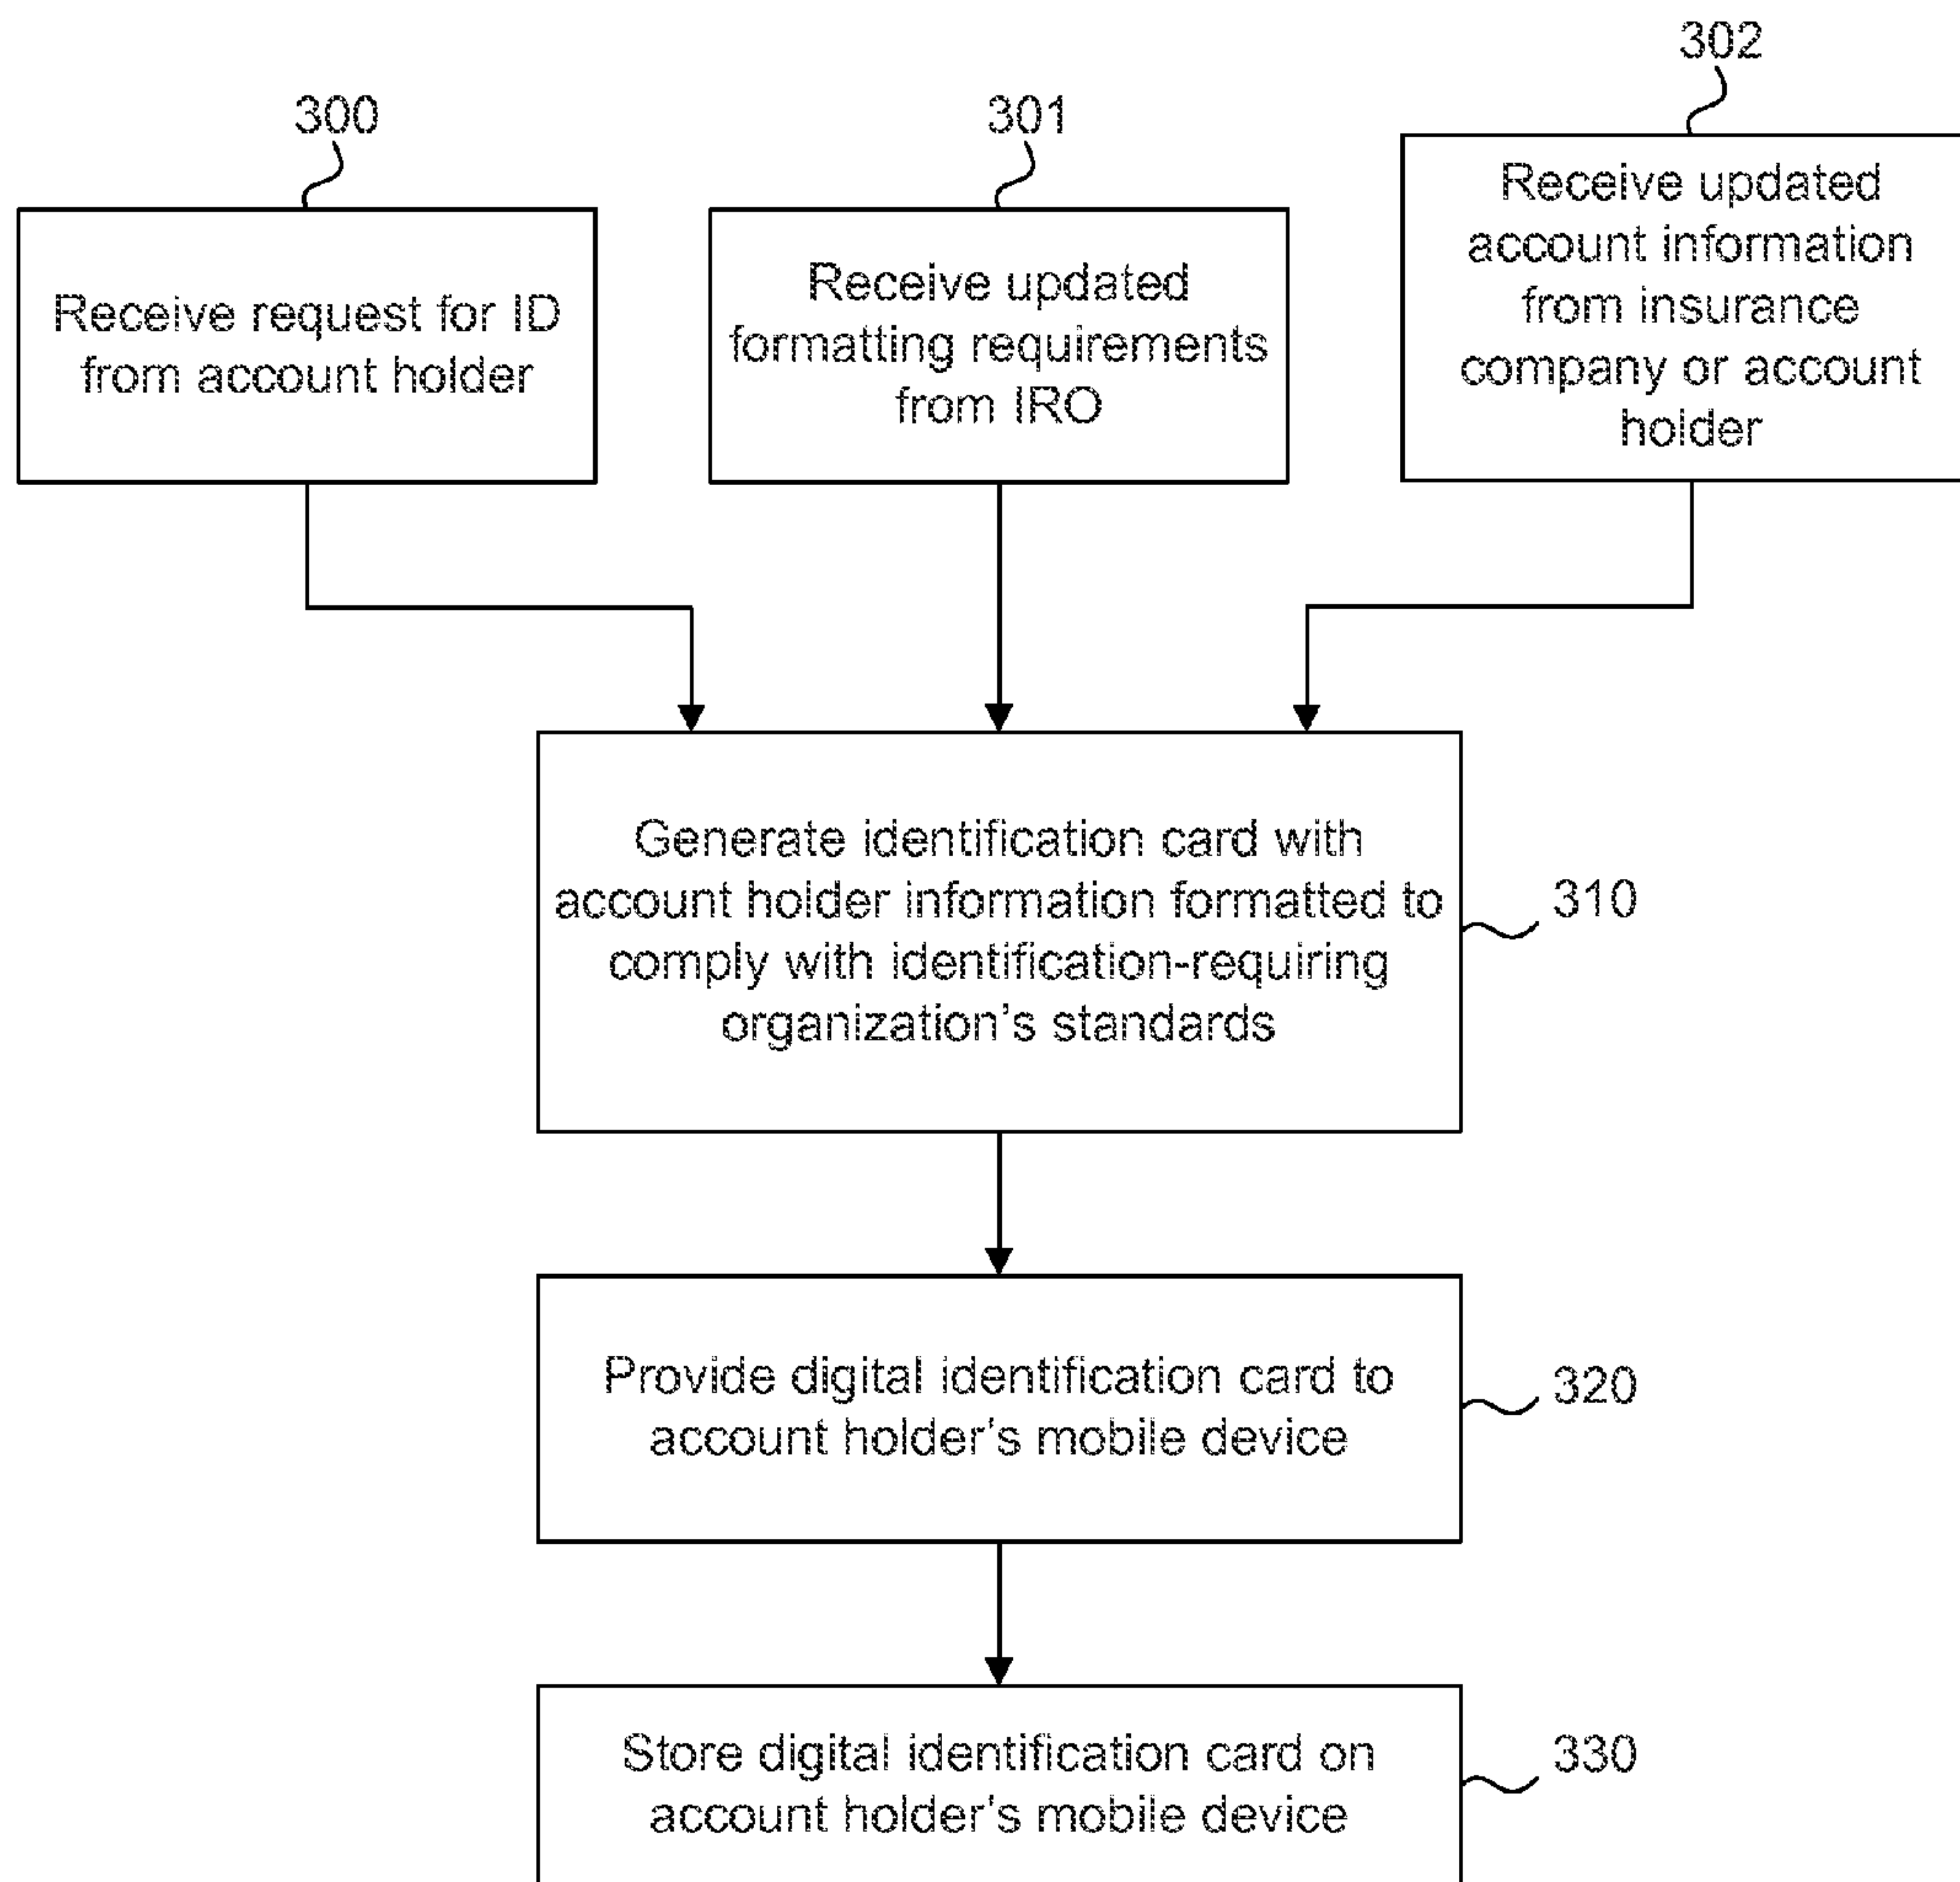 300
Receive request for ID
from account holder
301
Receive updated
formatting requirements
from IRO
302
Receive updated
account information
from insurance
company or account
holder
Generate identification card with
account holder information formatted to
comply with identification-requiring
organization's standards
310
Provide digital identification card to
account holder's mobile device
320
Store digital identification card on
account holder's mobile device
330